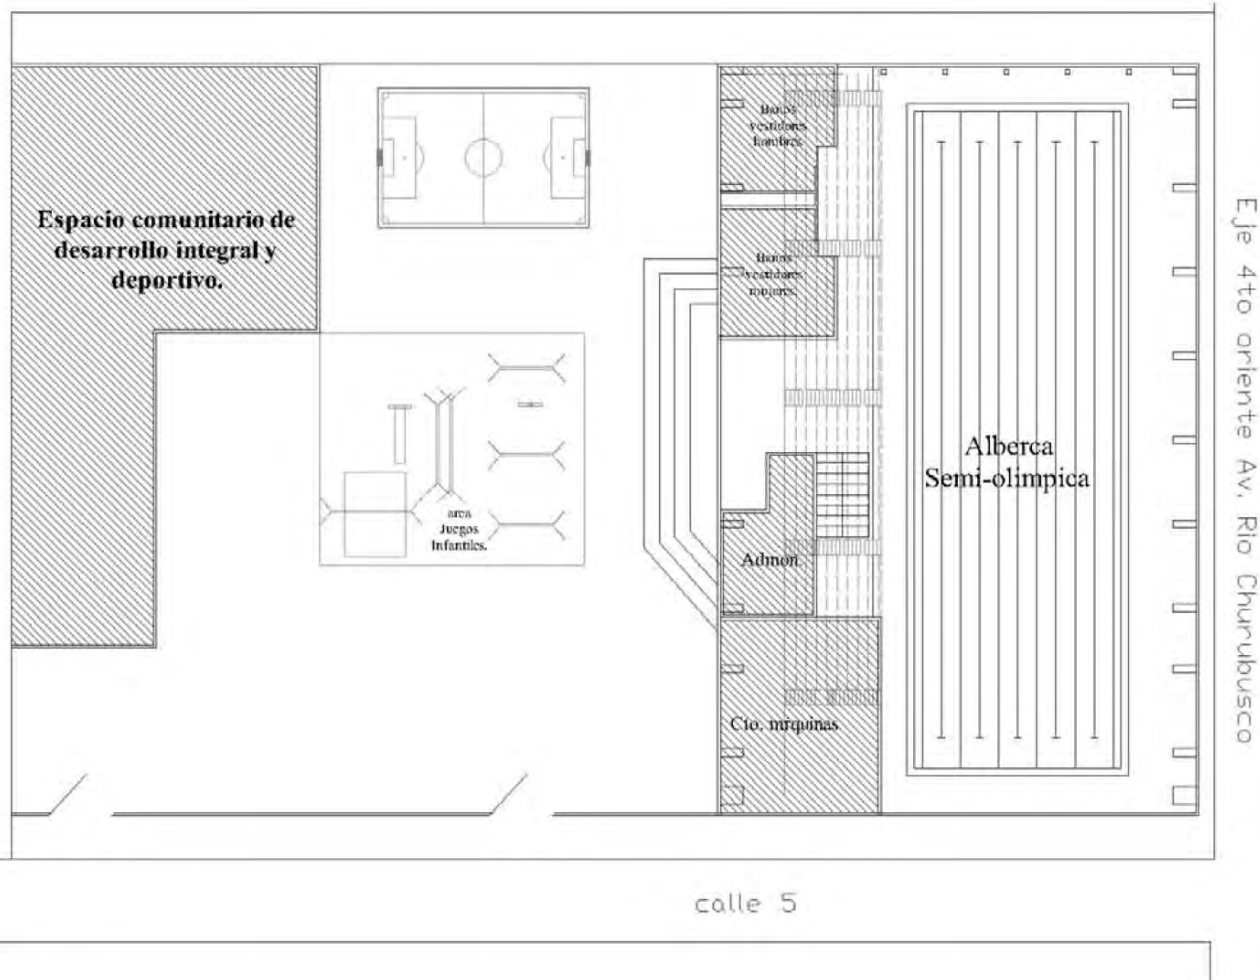 Espacio comunitario de
desarrollo integral y
deportivo.
Baños
vestidores
hombres
Baños
vestidores
mujeres.
area
Juegos
Infantiles.
Admon.
Cto. mrquinas
Alberca
Semi-olimpica
Eje 4to oriente Av. Rio Churubusco
calle 5